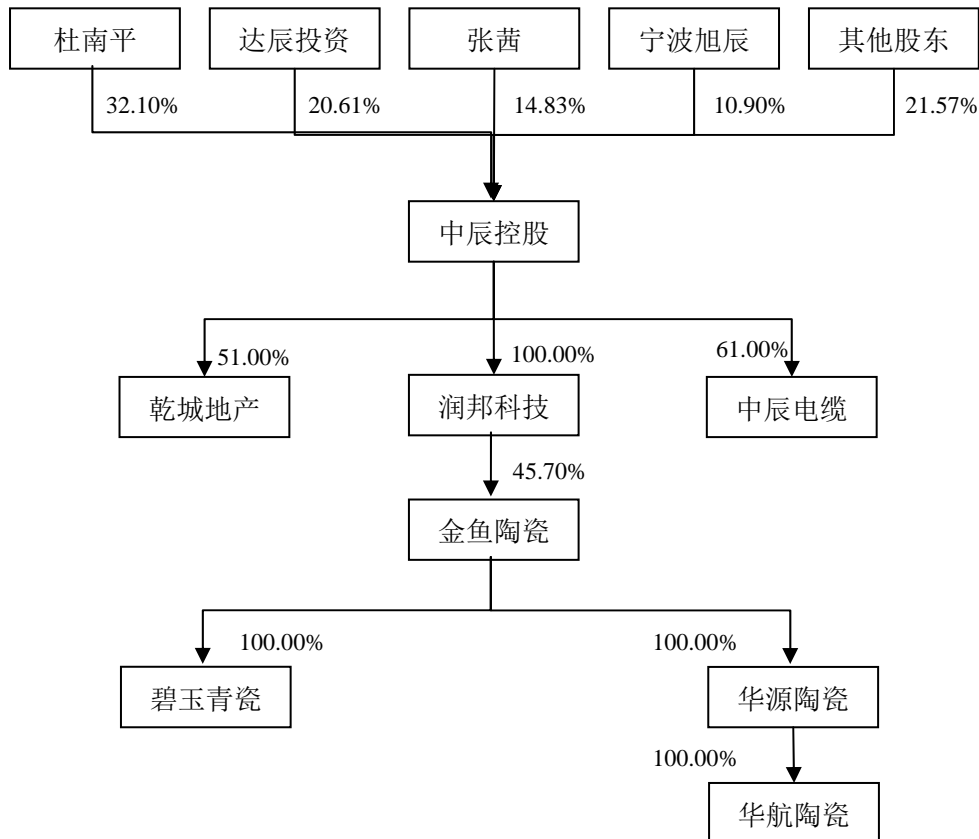 杜南平
达辰投资
张茜
宁波旭辰
其他股东
32.10%
20.61%
14.83%
10.90%
21.57%
中辰控股
51.00%
100.00%
61.00%
乾城地产
润邦科技
中辰电缆
45.70%
金鱼陶瓷
100.00%
100.00%
碧玉青瓷
华源陶瓷
100.00%
华航陶瓷